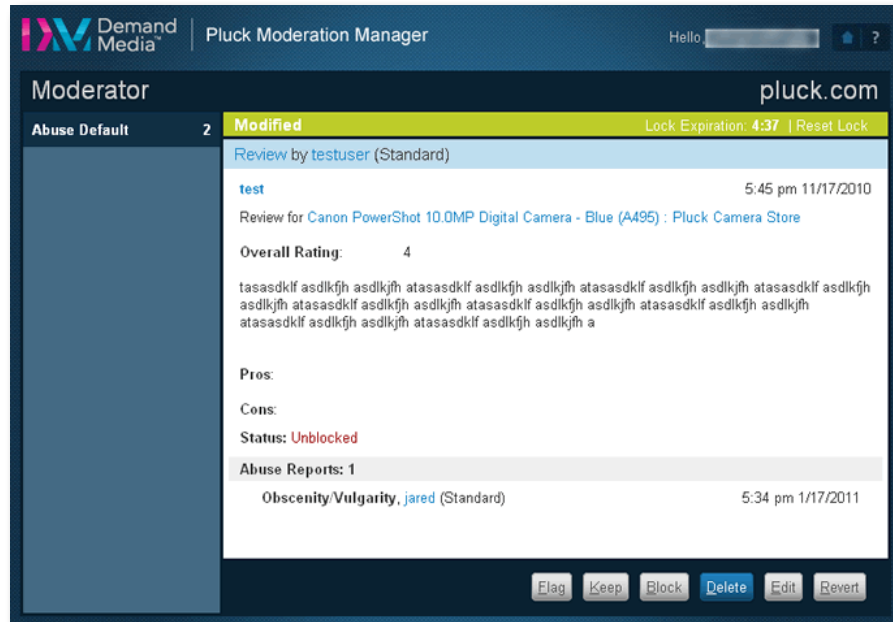 Demand Media™ | Pluck Moderation Manager
Hello,
?
Moderator
pluck.com
Abuse Default 2
Modified
Lock Expiration: 4:37 | Reset Lock
Review by testuser (Standard)
test
5:45 pm 11/17/2010
Review for Canon PowerShot 10.0MP Digital Camera - Blue (A495) : Pluck Camera Store
Overall Rating: 4
tasasdklf asdlkfjh asdlkjfh atasasdklf asdlkfjh asdlkjfh atasasdklf asdlkfjh asdlkjfh atasasdklf asdlkfjh
asdlkjfh atasasdklf asdlkfjh asdlkjfh atasasdklf asdlkfjh asdlkjfh atasasdklf asdlkfjh asdlkjfh
atasasdklf asdlkfjh asdlkjfh atasasdklf asdlkfjh asdlkjfh a
Pros:
Cons:
Status: Unblocked
Abuse Reports: 1
Obscenity/Vulgarity, jared (Standard)
5:34 pm 1/17/2011
Flag Keep Block Delete Edit Revert